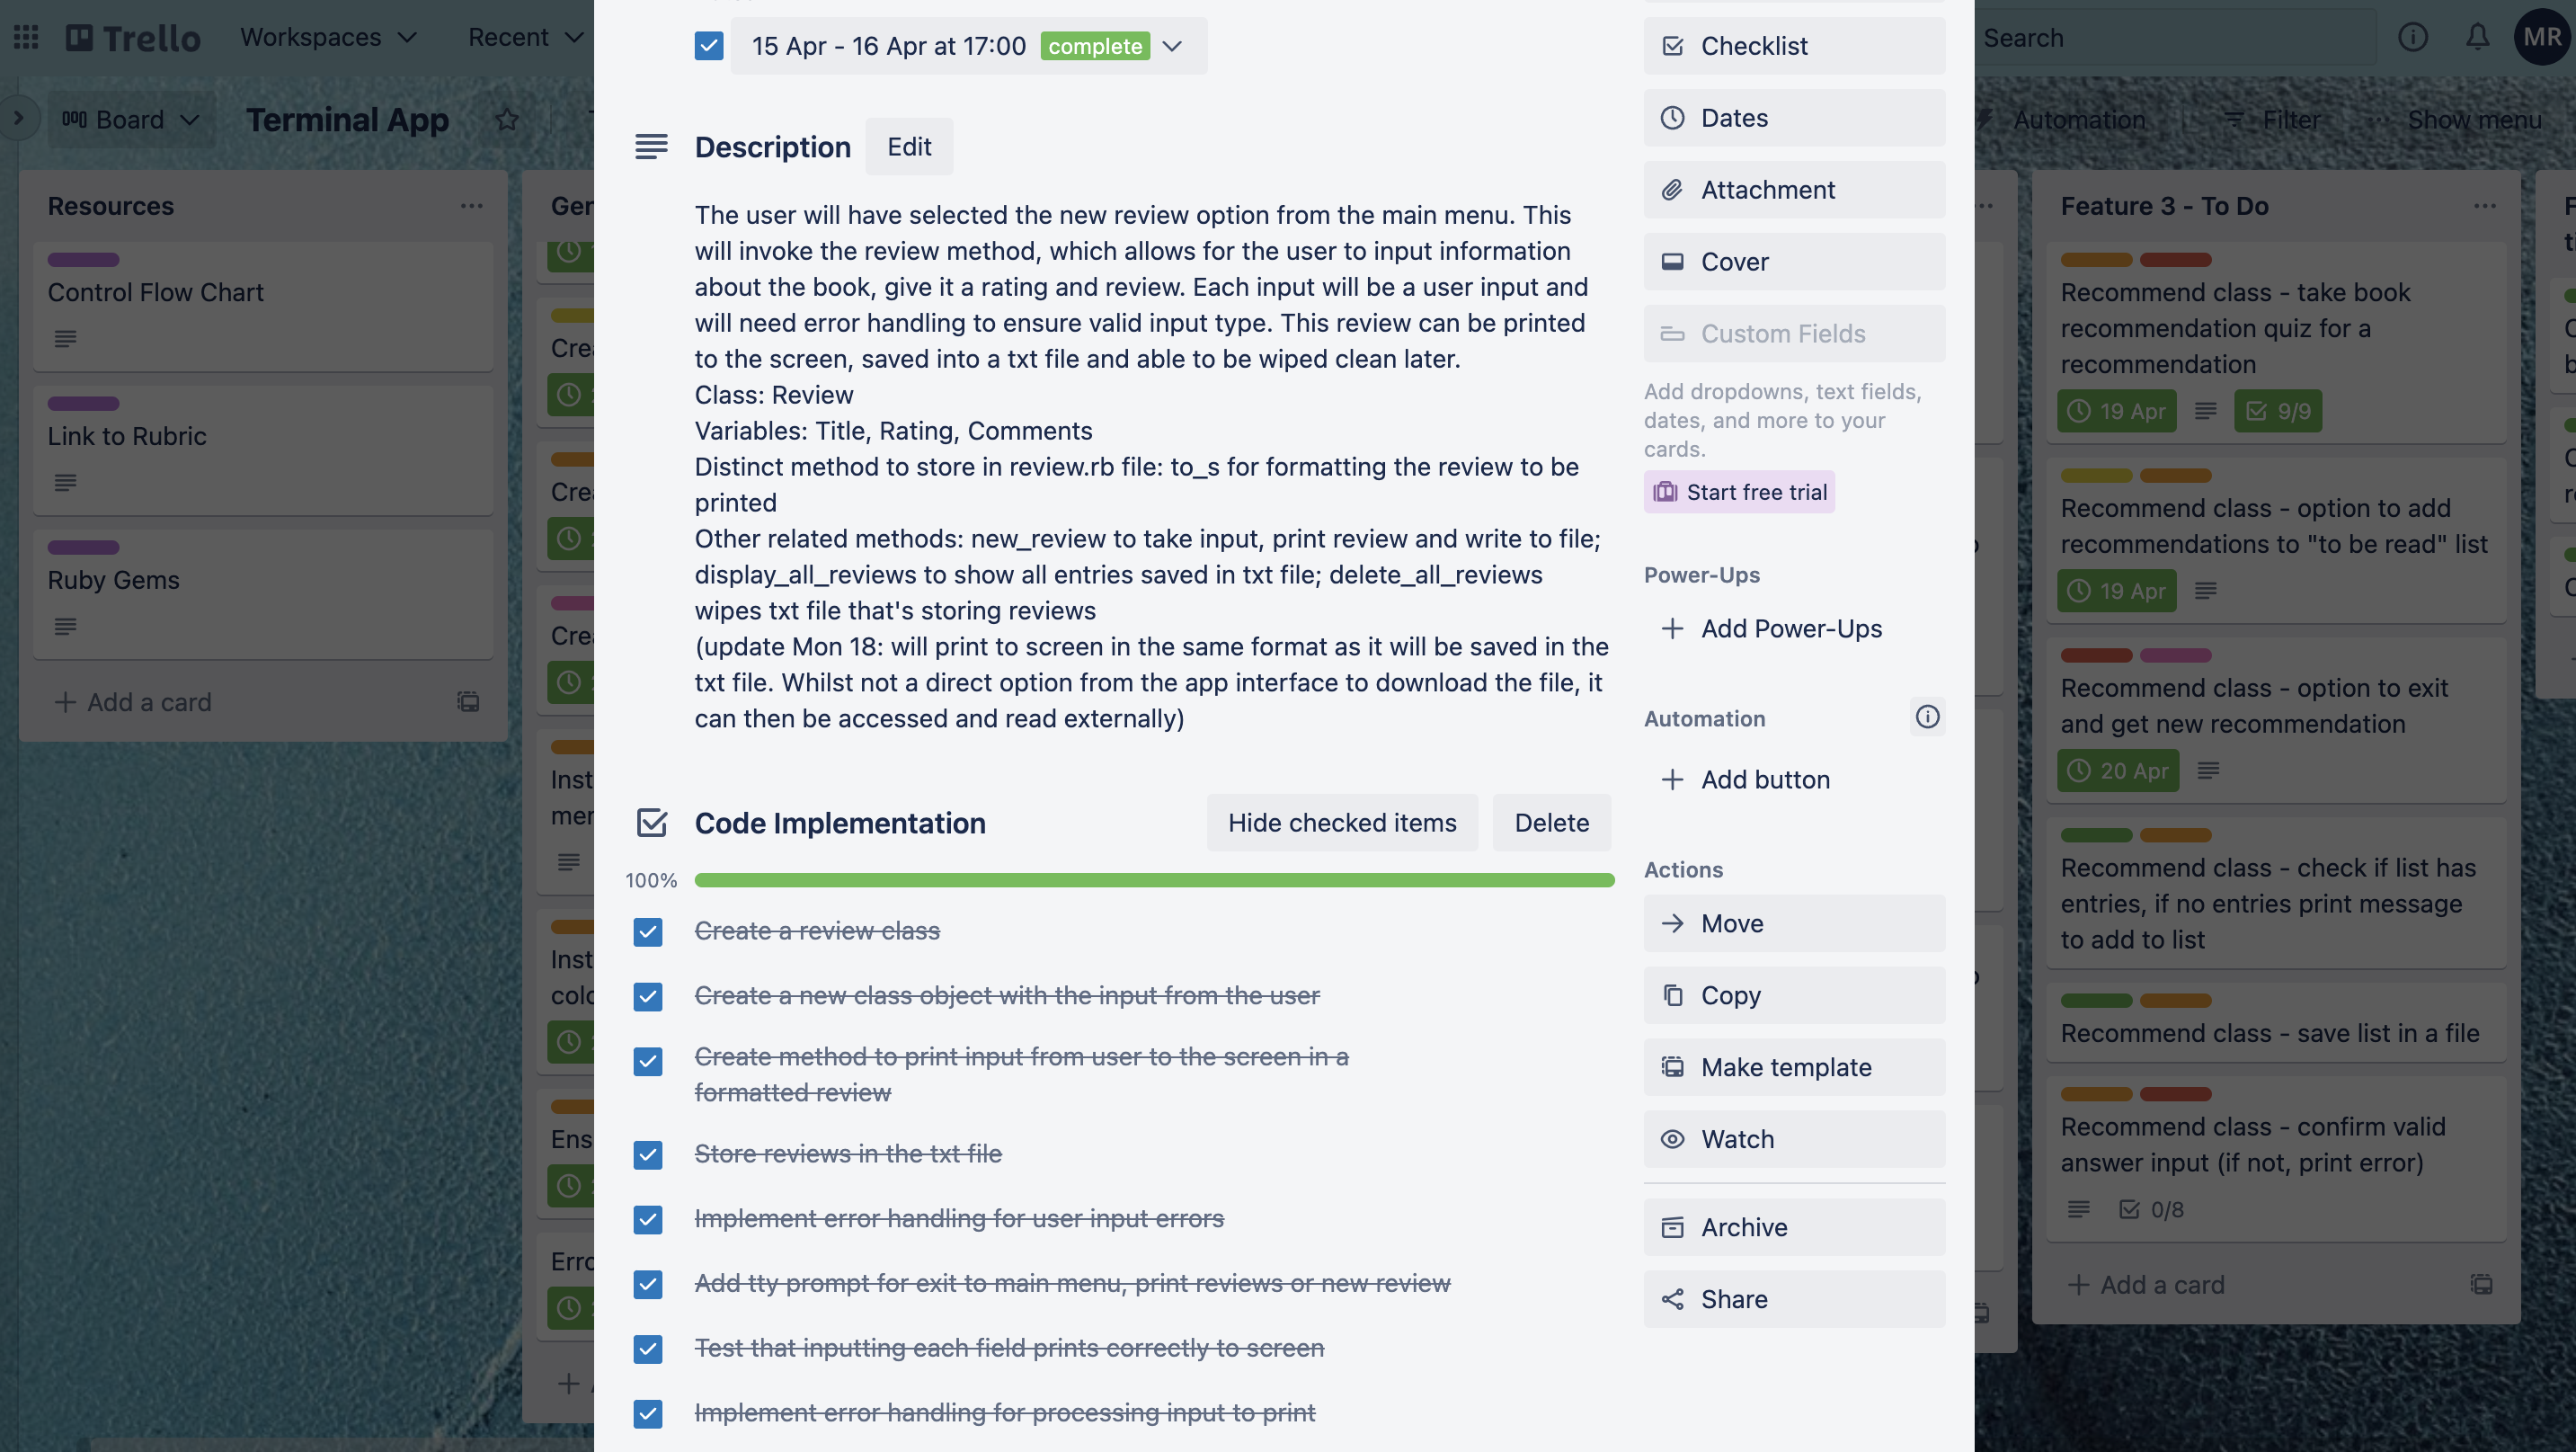 Trello
Workspaces
Recent
Search
MR
Board
Terminal App
Automation
Filter
Show menu
Resources
Control Flow Chart
Link to Rubric
Ruby Gems
Add a card
15 Apr - 16 Apr at 17:00 complete
Description
Edit
The user will have selected the new review option from the main menu. This
will invoke the review method, which allows for the user to input information
about the book, give it a rating and review. Each input will be a user input and
will need error handling to ensure valid input type. This review can be printed
to the screen, saved into a txt file and able to be wiped clean later.
Class: Review
Variables: Title, Rating, Comments
Distinct method to store in review.rb file: to_s for formatting the review to be
printed
Other related methods: new_review to take input, print review and write to file;
display_all_reviews to show all entries saved in txt file; delete_all_reviews
wipes txt file that's storing reviews
(update Mon 18: will print to screen in the same format as it will be saved in the
txt file. Whilst not a direct option from the app interface to download the file, it
can then be accessed and read externally)
Code Implementation
Hide checked items
Delete
100%
Create a review class
Create a new class object with the input from the user
Create method to print input from user to the screen in a
formatted review
Store reviews in the txt file
Implement error handling for user input errors
Add tty prompt for exit to main menu, print reviews or new review
Test that inputting each field prints correctly to screen
Implement error handling for processing input to print
Checklist
Dates
Attachment
Cover
Custom Fields
Add dropdowns, text fields,
dates, and more to your
cards.
Start free trial
Power-Ups
Add Power-Ups
Automation
Add button
Actions
Move
Copy
Make template
Watch
Archive
Share
Feature 3 - To Do
Recommend class - take book
recommendation quiz for a
recommendation
19 Apr
9/9
Recommend class - option to add
recommendations to "to be read" list
19 Apr
Recommend class - option to exit
and get new recommendation
20 Apr
Recommend class - check if list has
entries, if no entries print message
to add to list
Recommend class - save list in a file
Recommend class - confirm valid
answer input (if not, print error)
0/8
Add a card